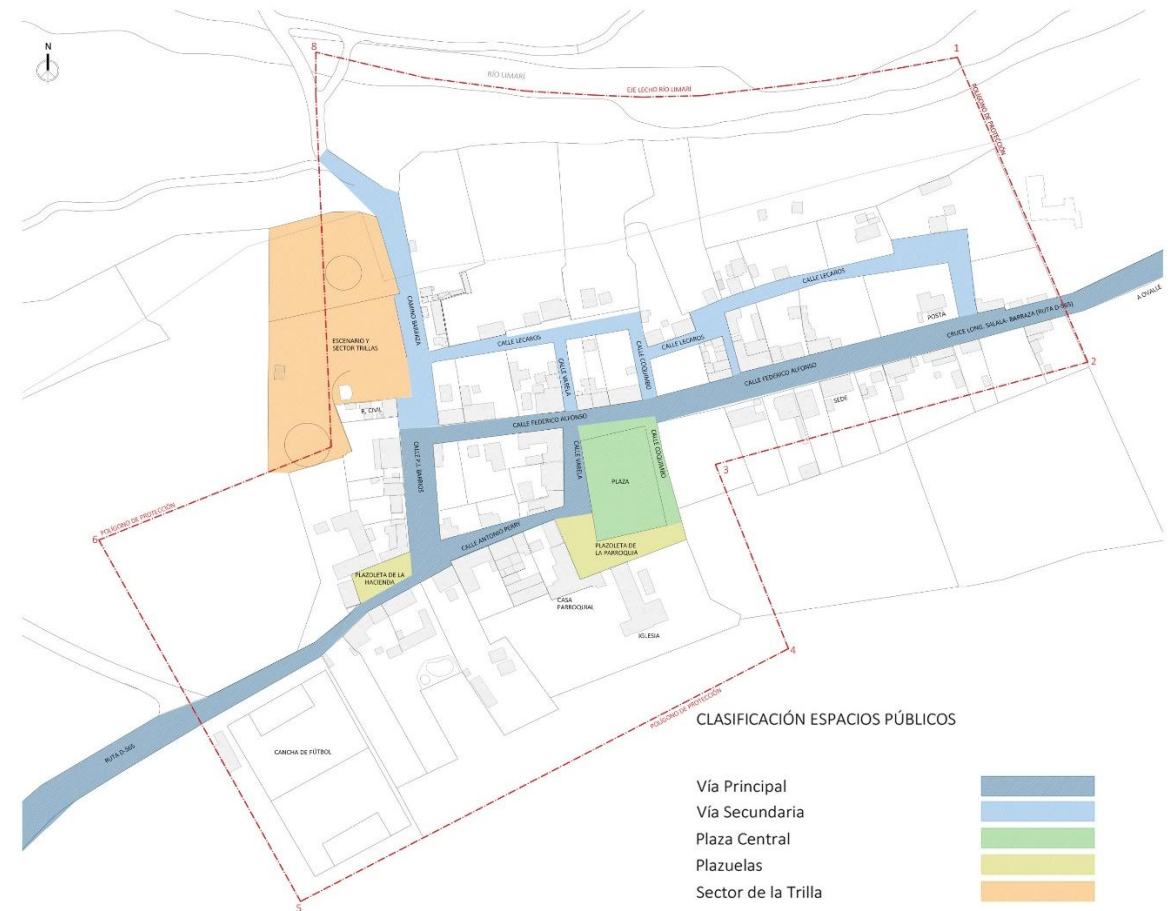 N
8
1
RÍO LIMARÍ
EJE LECHO RÍO LIMARÍ
POLÍGONO DE PROTECCIÓN
CAMINO BARRAZA
CALLE LECAROS
CALLE LECAROS
CALLE LECAROS
CALLE VARELA
CALLE COQUIMBO
ESCENARIO Y
SECTOR TRILLAS
R. CIVIL
POSTA
A OVALLE
CRUCE LONG. SALALA- BARRAZA (RUTA D-565)
2
CALLE FEDERICO ALFONSO
CALLE FEDERICO ALFONSO
SEDE
CALLE P.J. BARRIOS
CALLE VARELA
CALLE COQUIMBO
PLAZA
3
POLÍGONO DE PROTECCIÓN
6
CALLE ANTONIO PERRY
PLAZOLETA DE
LA PARROQUIA
PLAZOLETA DE LA
HACIENDA
CASA
PARROQUIAL
IGLESIA
4
POLÍGONO DE PROTECCIÓN
RUTA D-565
CANCHA DE FÚTBOL
5
CLASIFICACIÓN ESPACIOS PÚBLICOS
Vía Principal
Vía Secundaria
Plaza Central
Plazuelas
Sector de la Trilla